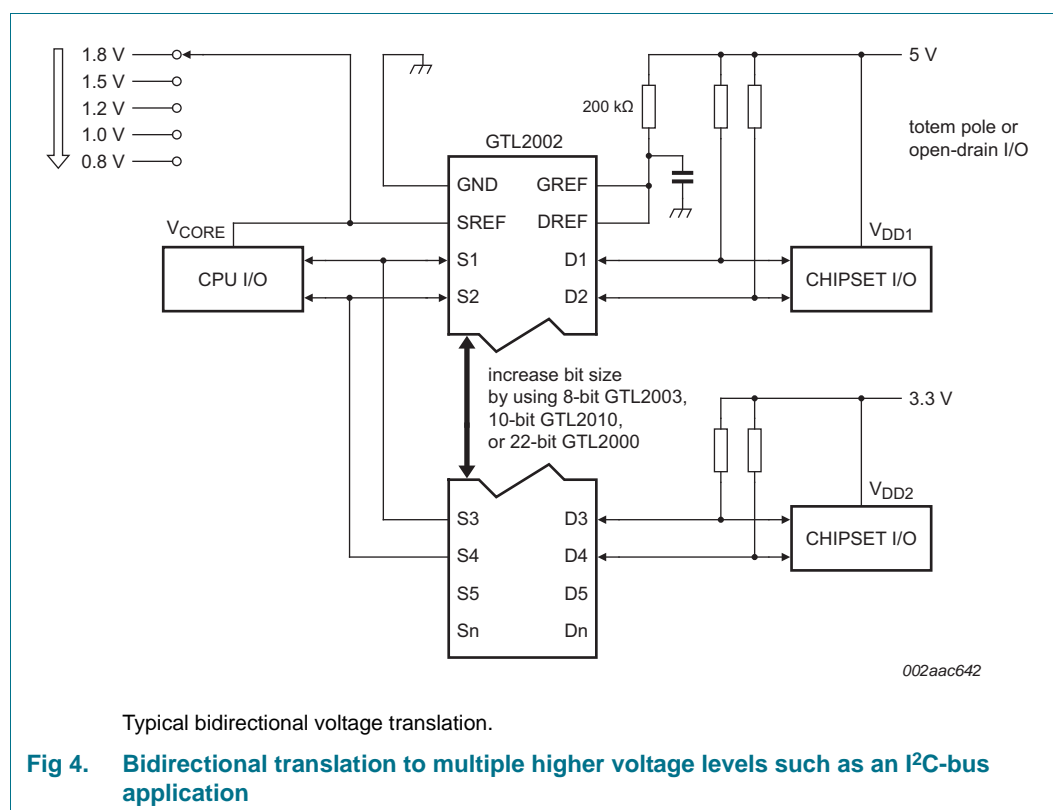 1.8 V
1.5 V
1.2 V
1.0 V
0.8 V
5 V
200 kΩ
totem pole or
open-drain I/O
GTL2002
GND
GREF
SREF
DREF
VCORE
CPU I/O
S1
D1
S2
D2
VDD1
CHIPSET I/O
increase bit size
by using 8-bit GTL2003,
10-bit GTL2010,
or 22-bit GTL2000
3.3 V
VDD2
CHIPSET I/O
S3
D3
S4
D4
S5
D5
Sn
Dn
002aac642
Typical bidirectional voltage translation.
Fig 4. Bidirectional translation to multiple higher voltage levels such as an I²C-bus
application